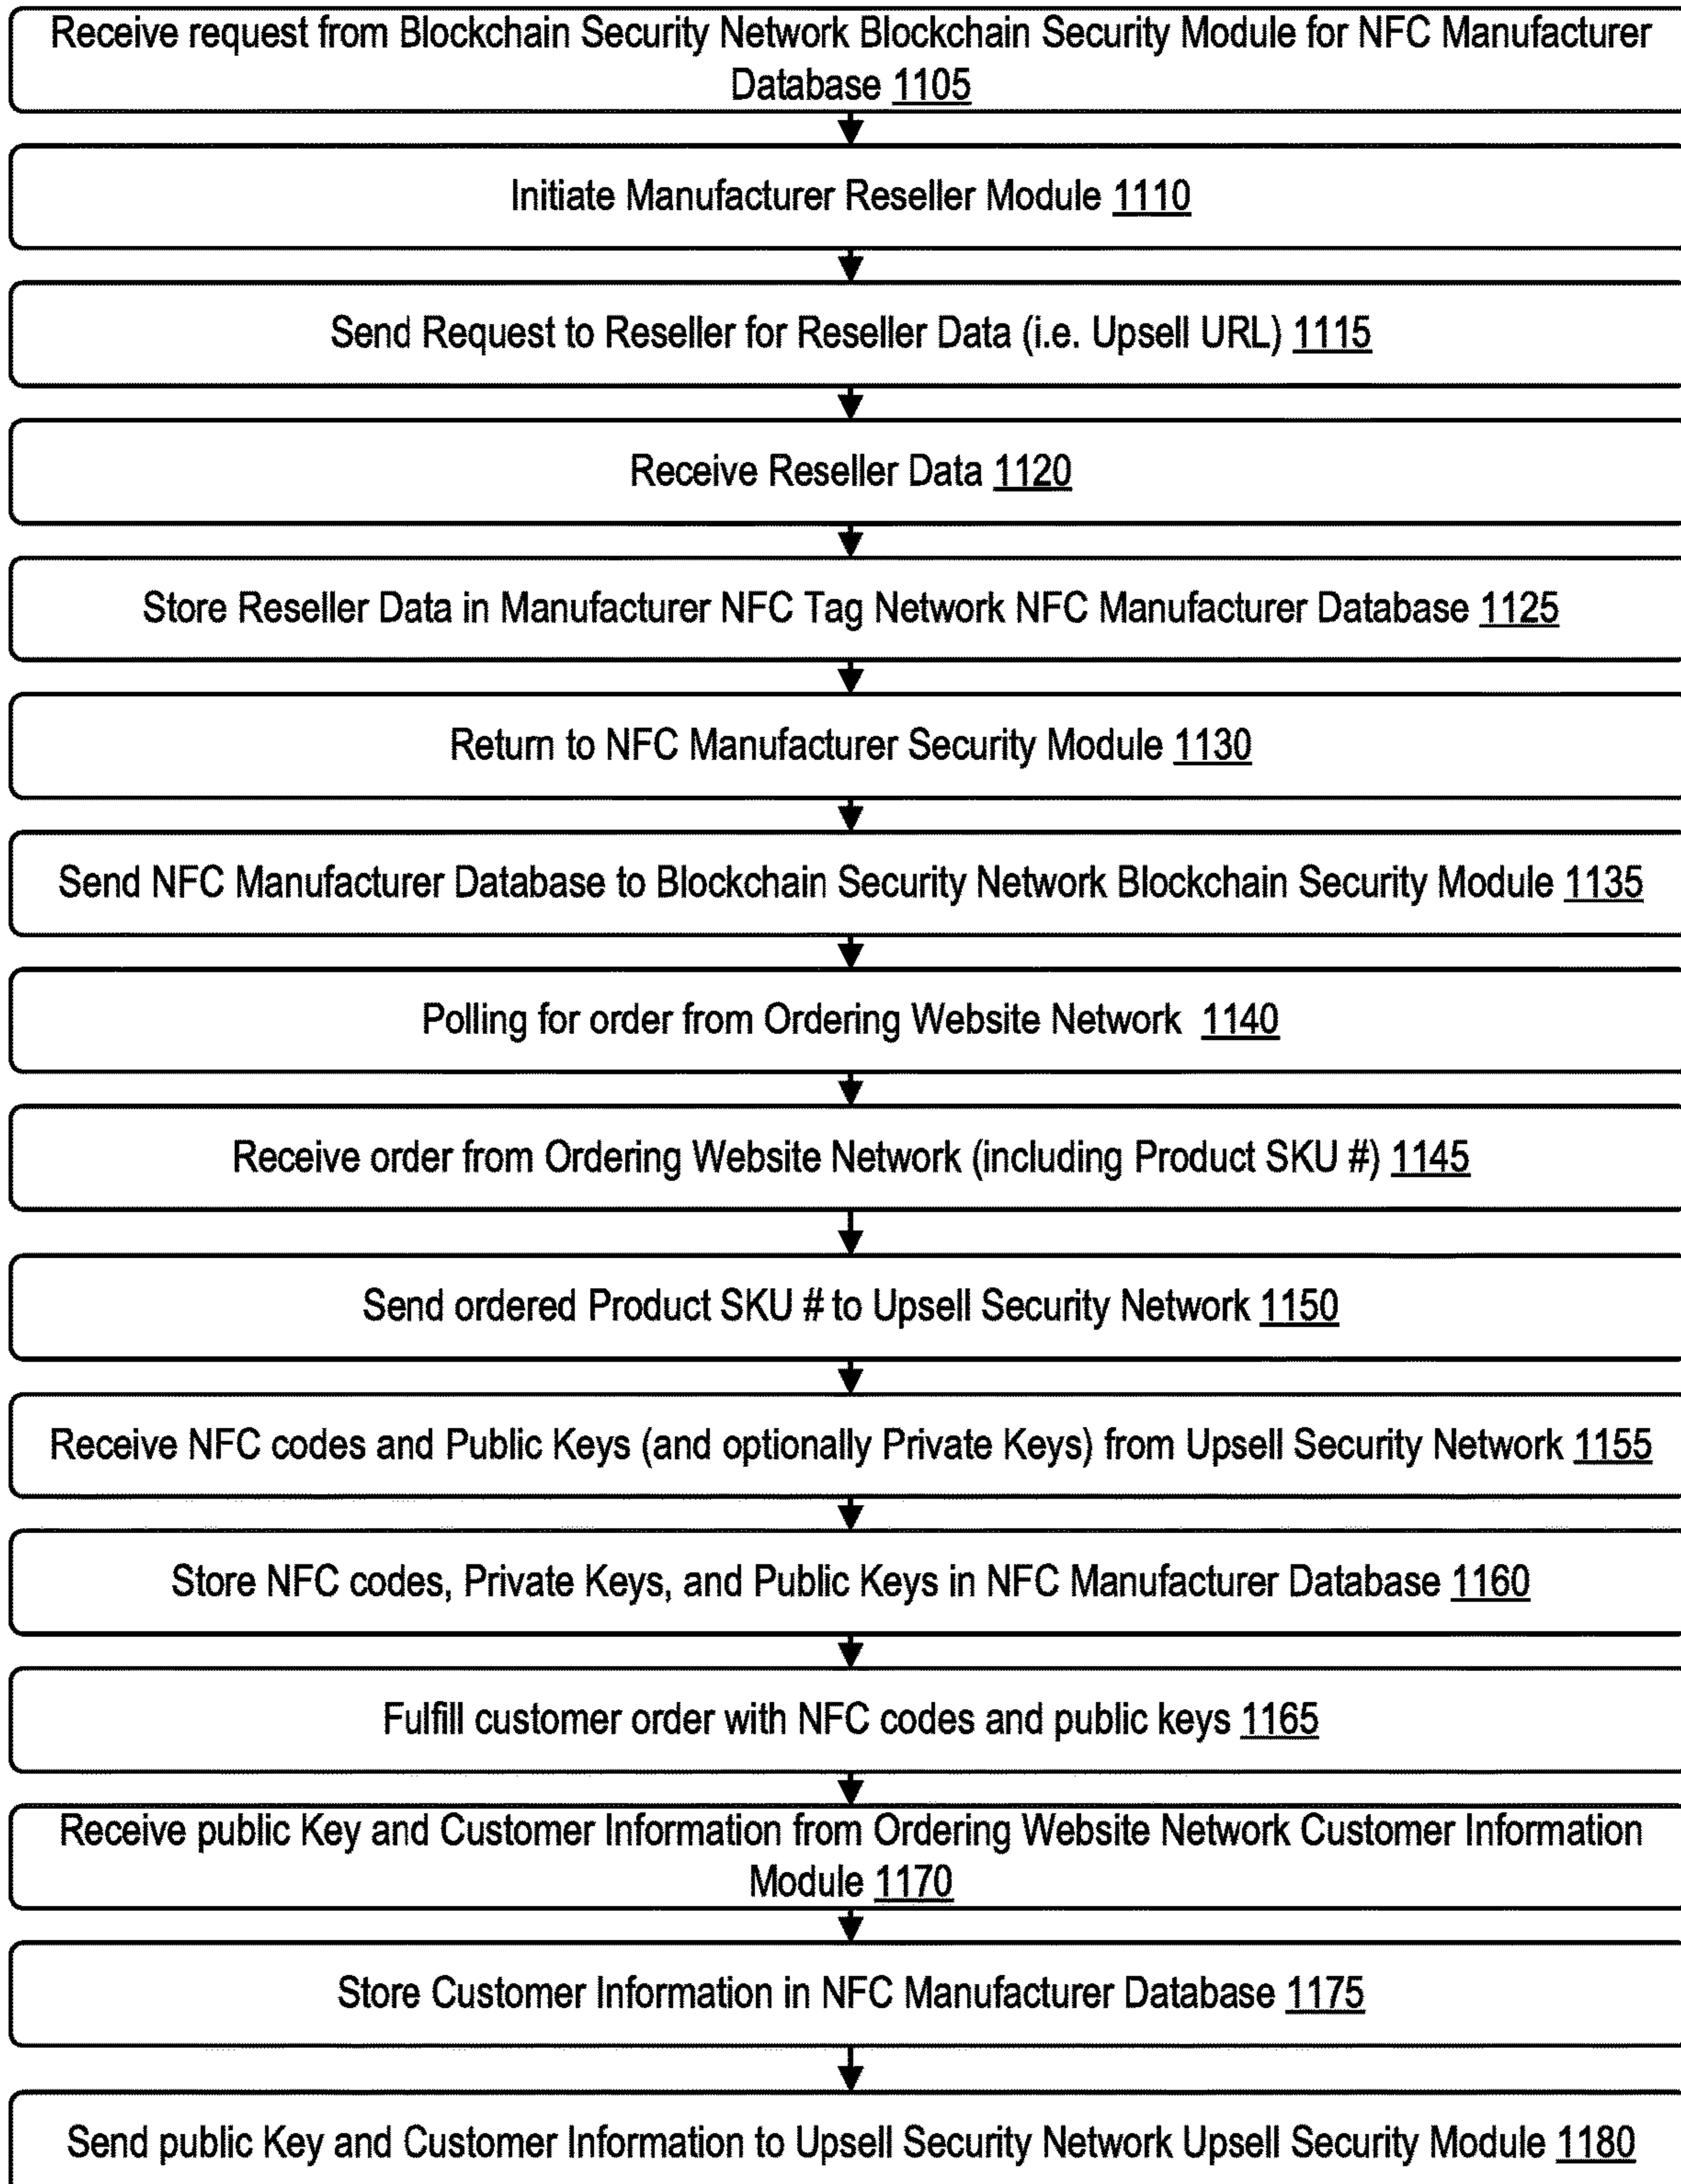 Receive request from Blockchain Security Network Blockchain Security Module for NFC Manufacturer
Database 1105
Initiate Manufacturer Reseller Module 1110
Send Request to Reseller for Reseller Data (i.e. Upsell URL) 1115
Receive Reseller Data 1120
Store Reseller Data in Manufacturer NFC Tag Network NFC Manufacturer Database 1125
Return to NFC Manufacturer Security Module 1130
Send NFC Manufacturer Database to Blockchain Security Network Blockchain Security Module 1135
Polling for order from Ordering Website Network 1140
Receive order from Ordering Website Network (including Product SKU #) 1145
Send ordered Product SKU # to Upsell Security Network 1150
Receive NFC codes and Public Keys (and optionally Private Keys) from Upsell Security Network 1155
Store NFC codes, Private Keys, and Public Keys in NFC Manufacturer Database 1160
Fulfill customer order with NFC codes and public keys 1165
Receive public Key and Customer Information from Ordering Website Network Customer Information
Module 1170
Store Customer Information in NFC Manufacturer Database 1175
Send public Key and Customer Information to Upsell Security Network Upsell Security Module 1180